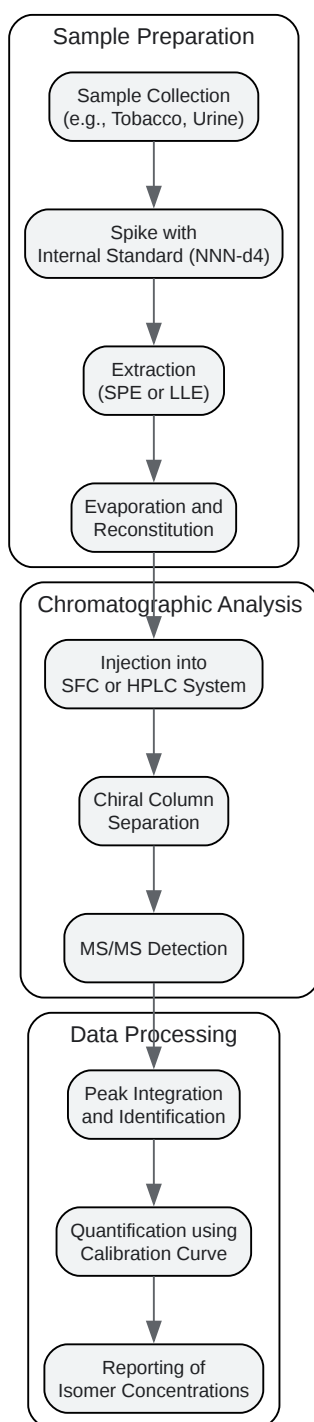 Sample Preparation
Sample Collection
(e.g., Tobacco, Urine)
Spike with
Internal Standard (NNN-d4)
Extraction
(SPE or LLE)
Evaporation and
Reconstitution
Chromatographic Analysis
Injection into
SFC or HPLC System
Chiral Column
Separation
MS/MS Detection
Data Processing
Peak Integration
and Identification
Quantification using
Calibration Curve
Reporting of
Isomer Concentrations